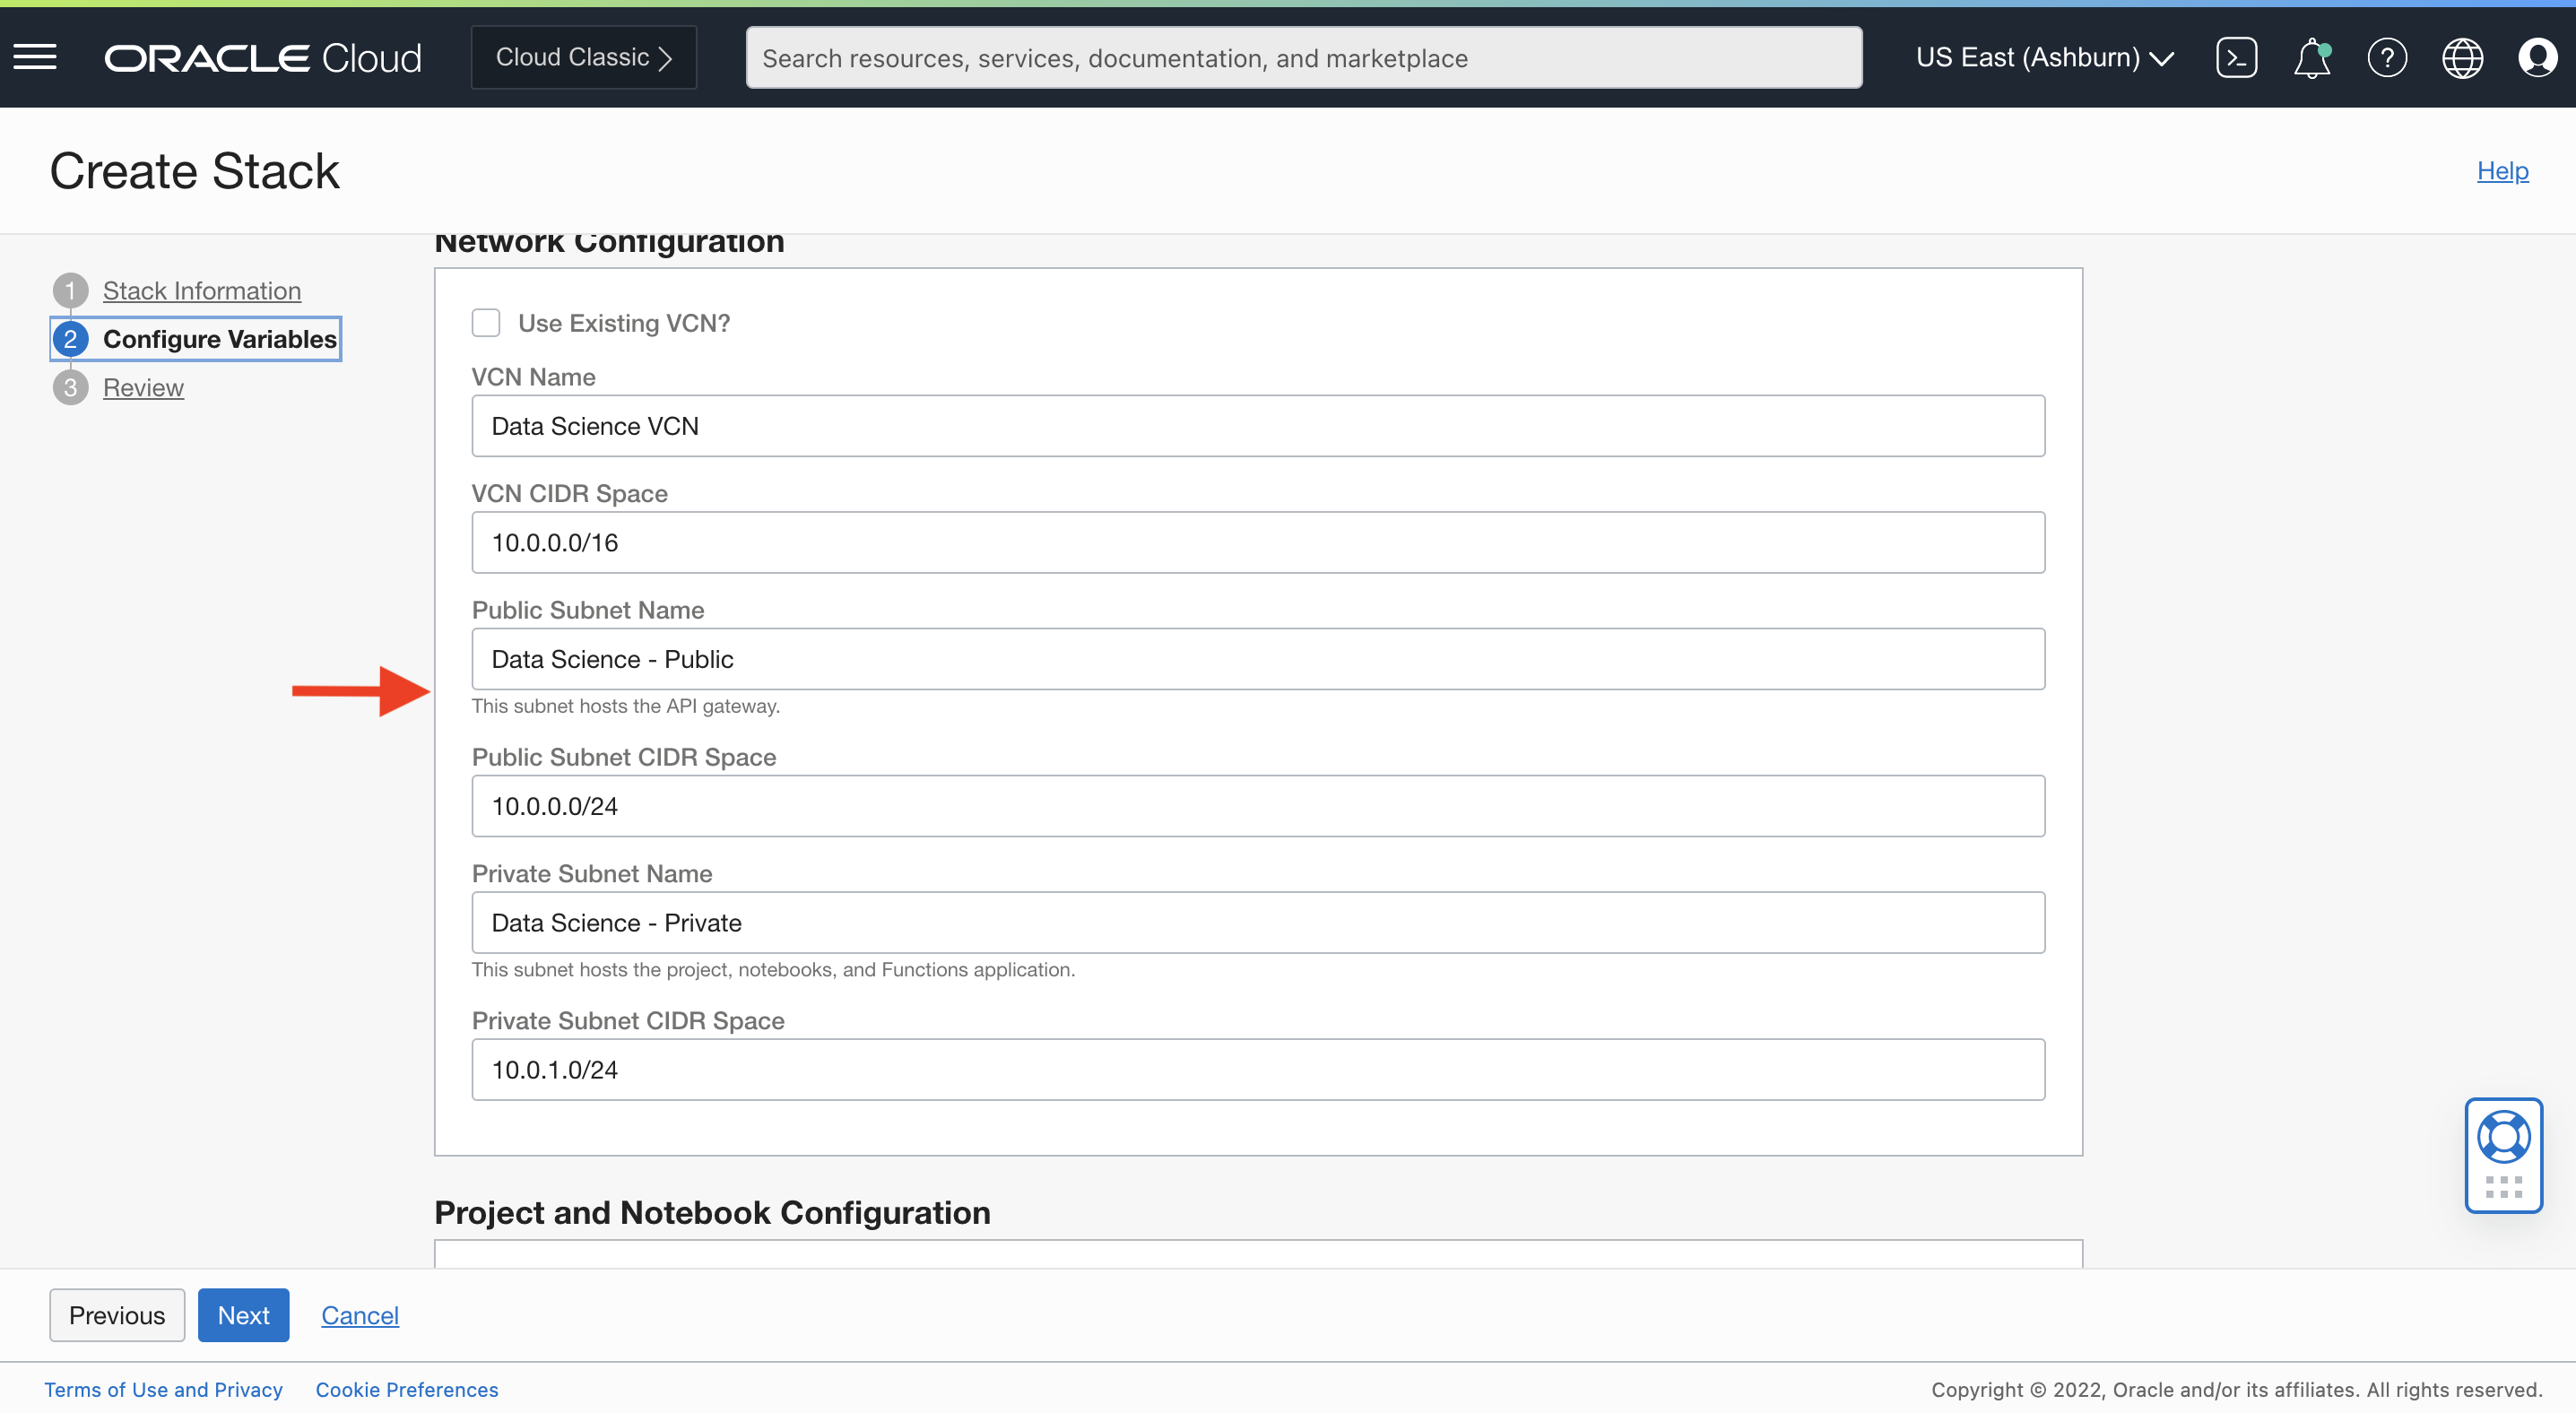 ORACLE Cloud
Cloud Classic
Search resources, services, documentation, and marketplace
US East (Ashburn)
Create Stack
Help
1 Stack Information
2 Configure Variables
3 Review
Network Configuration
Use Existing VCN?
VCN Name
Data Science VCN
VCN CIDR Space
10.0.0.0/16
Public Subnet Name
Data Science - Public
This subnet hosts the API gateway.
Public Subnet CIDR Space
10.0.0.0/24
Private Subnet Name
Data Science - Private
This subnet hosts the project, notebooks, and Functions application.
Private Subnet CIDR Space
10.0.1.0/24
Project and Notebook Configuration
Previous
Next
Cancel
Terms of Use and Privacy
Cookie Preferences
Copyright © 2022, Oracle and/or its affiliates. All rights reserved.